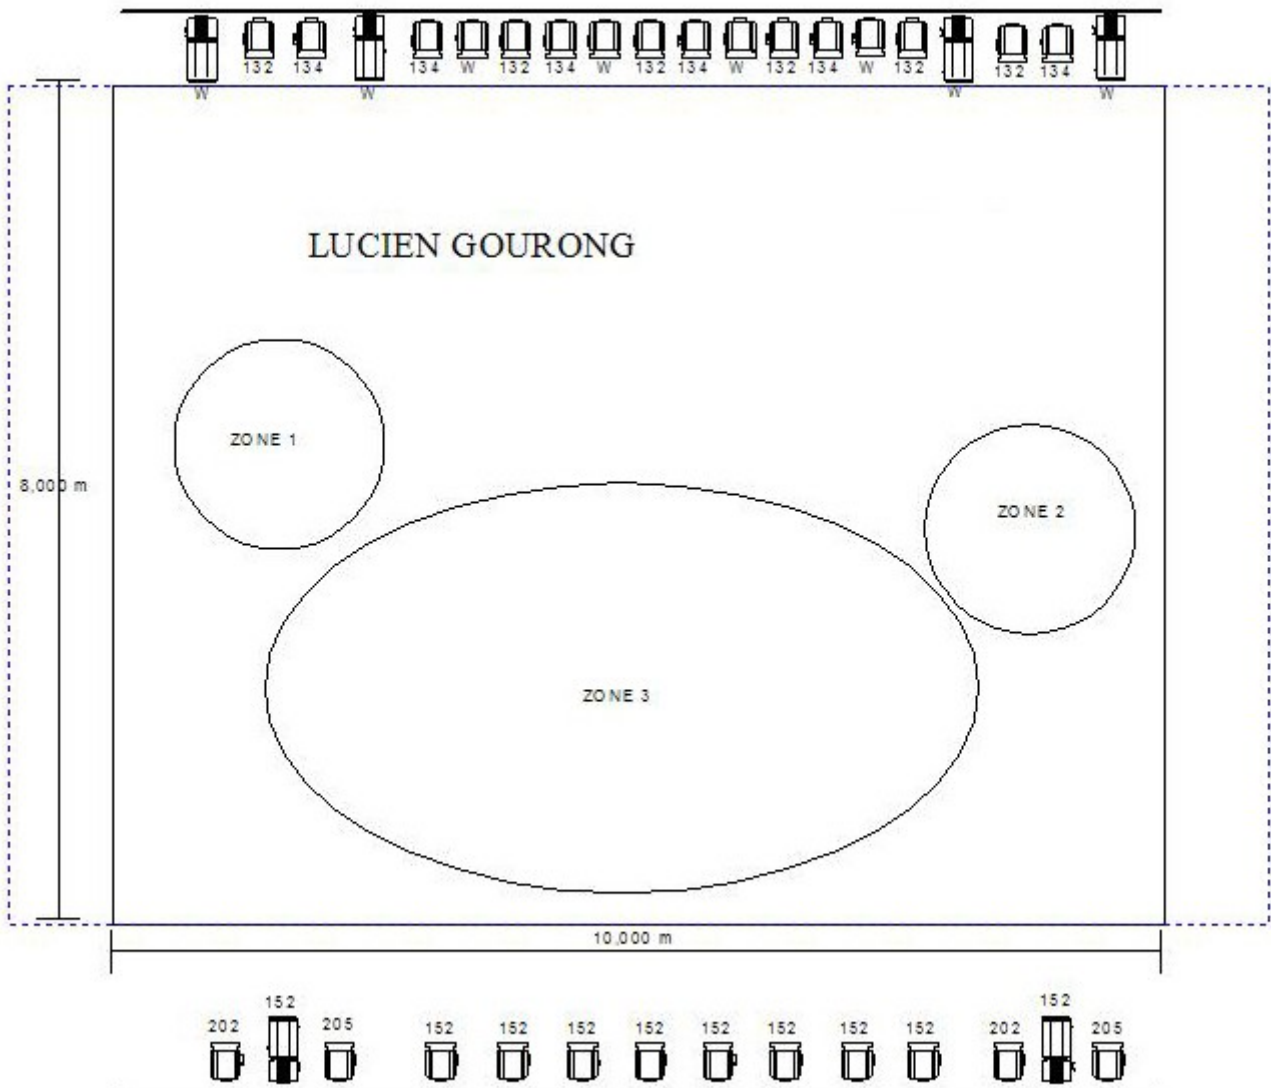 132 134 134 W 132 134 W 132 134 W 132 134 W 132 132 134
W W W W
LUCIEN GOURONG
ZONE 1
8,000 m
ZONE 2
ZONE 3
10,000 m
152 152
202 205 152 152 152 152 152 152 152 152 202 205